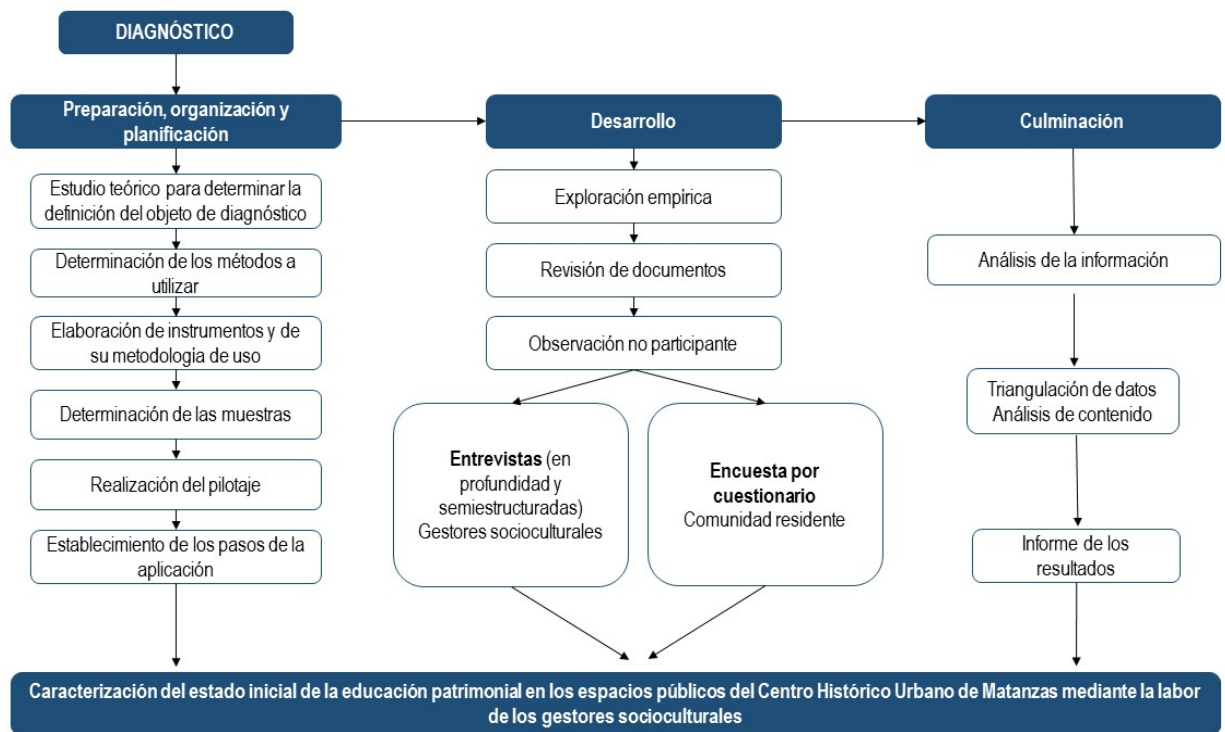 DIAGNÓSTICO
Preparación, organización y
planificación
Estudio teórico para determinar la
definición del objeto de diagnóstico
Determinación de los métodos a
utilizar
Elaboración de instrumentos y de
su metodología de uso
Determinación de las muestras
Realización del pilotaje
Establecimiento de los pasos de la
aplicación
Desarrollo
Exploración empírica
Revisión de documentos
Observación no participante
Entrevistas (en
profundidad y
semiestructuradas)
Gestores socioculturales
Encuesta por
cuestionario
Comunidad residente
Culminación
Análisis de la información
Triangulación de datos
Análisis de contenido
Informe de los
resultados
Caracterización del estado inicial de la educación patrimonial en los espacios públicos del Centro Histórico Urbano de Matanzas mediante la labor
de los gestores socioculturales